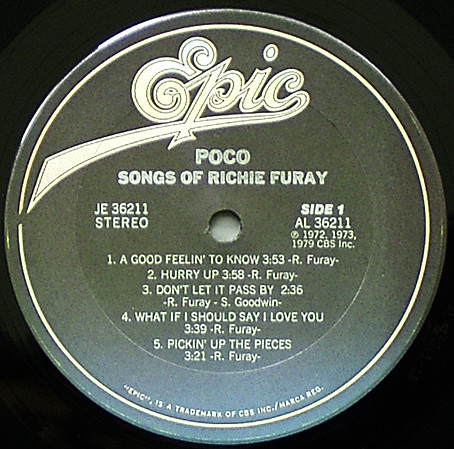 Epic
POCO
SONGS OF RICHIE FURAY
JE 36211
STEREO
SIDE 1
AL 36211
℗ 1972, 1973,
1979 CBS Inc.
1. A GOOD FEELIN' TO KNOW 3:53 -R. Furay-
2. HURRY UP 3:58 -R. Furay-
3. DON'T LET IT PASS BY 2:36
-R. Furay - S. Goodwin-
4. WHAT IF I SHOULD SAY I LOVE YOU
3:39 -R. Furay-
5. PICKIN' UP THE PIECES
3:21 -R. Furay-
"EPIC", IS A TRADEMARK OF CBS INC./MARCA REG.